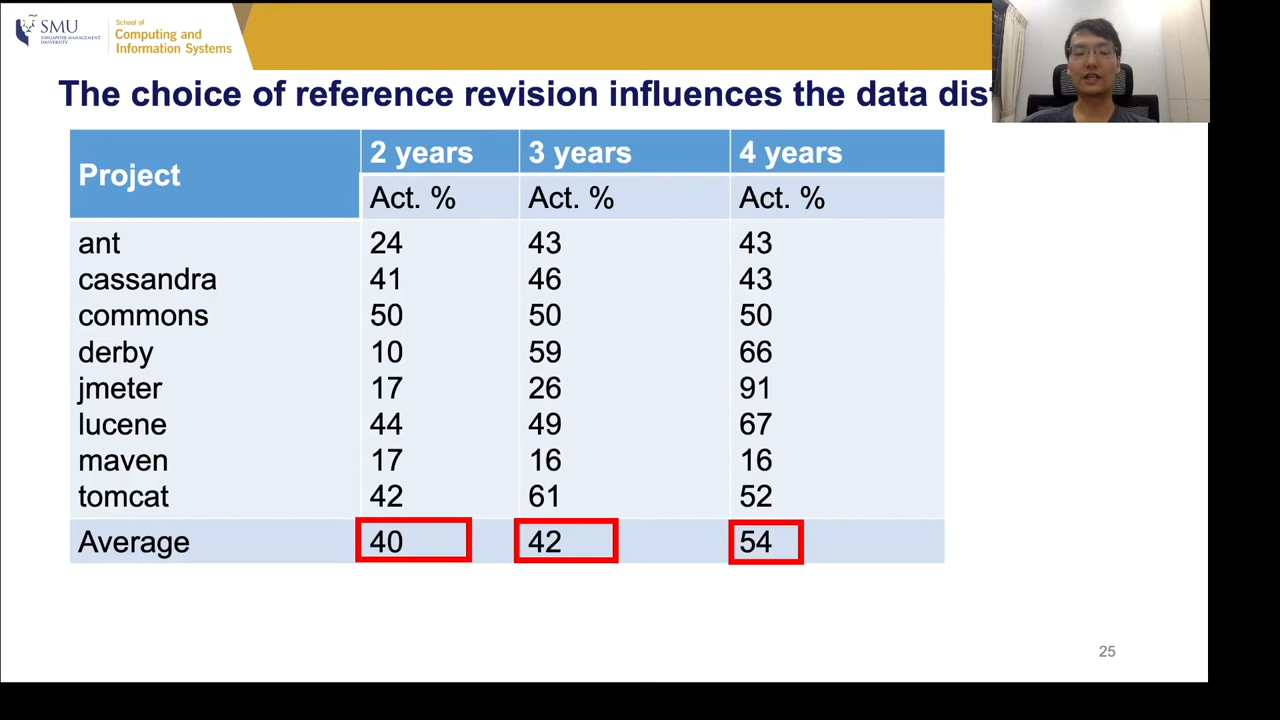 SMU
SINGAPORE MANAGEMENT
UNIVERSITY
School of
Computing and
Information Systems
The choice of reference revision influences the data
Project 2 years 3 years 4 years
Act. % Act. % Act. %
ant 24 43 43
cassandra 41 46 43
commons 50 50 50
derby 10 59 66
jmeter 17 26 91
lucene 44 49 67
maven 17 16 16
tomcat 42 61 52
Average 40 42 54
25